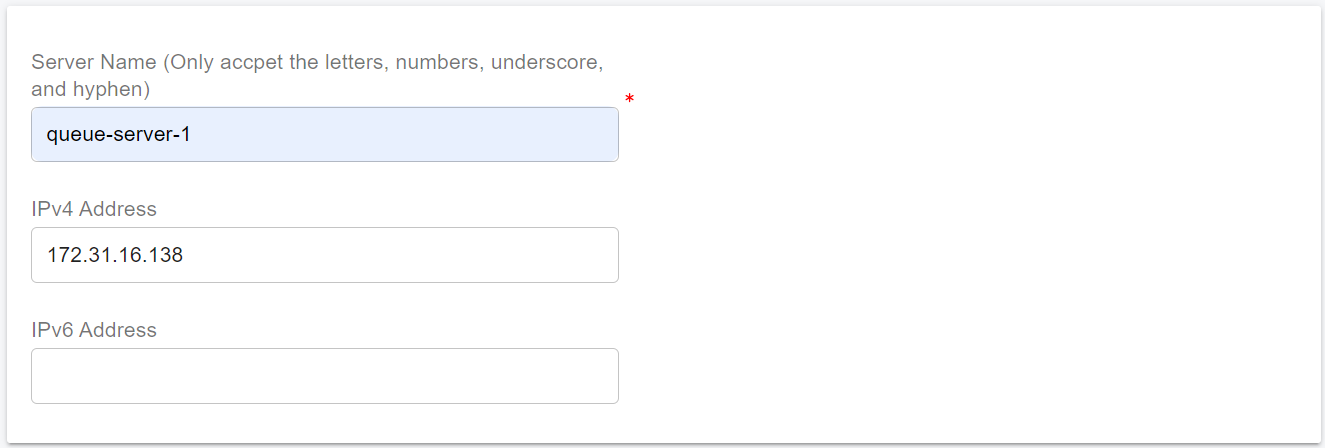 Server Name (Only accpet the letters, numbers, underscore,
and hyphen)
*
queue-server-1
IPv4 Address
172.31.16.138
IPv6 Address